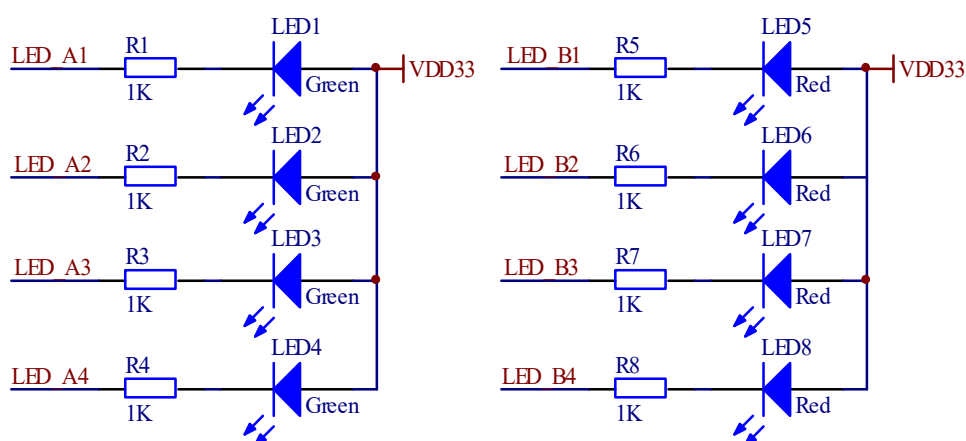 LED1
LED_A1
R1
VDD33
1K
Green
LED2
LED_A2
R2
1K
Green
LED3
LED_A3
R3
1K
Green
LED4
LED_A4
R4
1K
Green
LED5
LED_B1
R5
VDD33
1K
Red
LED6
LED_B2
R6
1K
Red
LED7
LED_B3
R7
1K
Red
LED8
LED_B4
R8
1K
Red